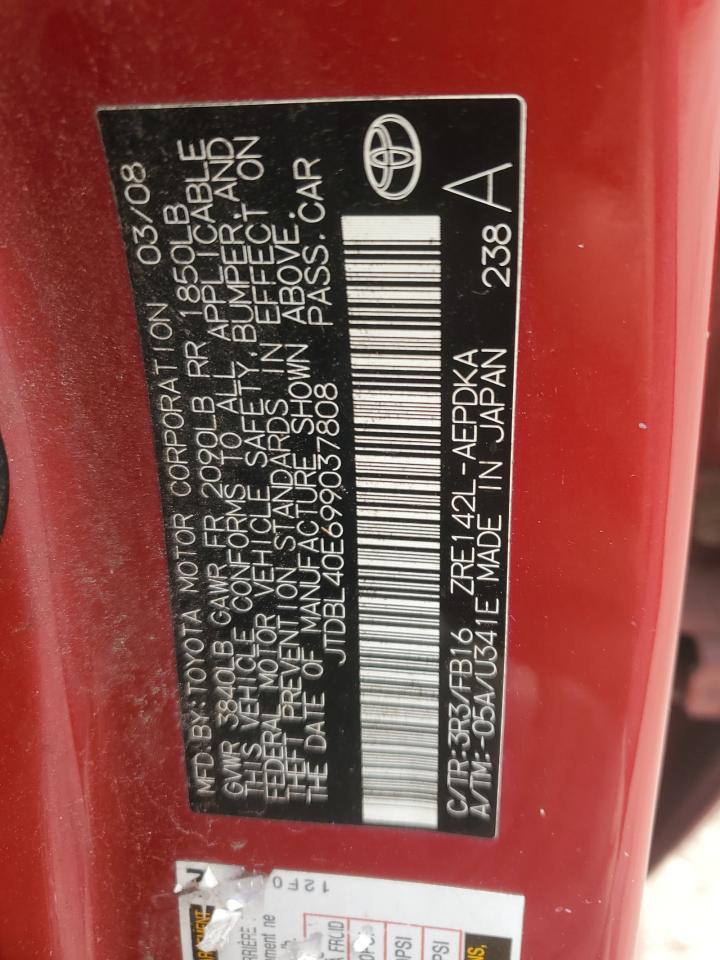 MFD.BY:TOYOTA MOTOR CORPORATION 03/08
GVWR 3840LB GAWR FR 2090LB RR 1850LB
THIS VEHICLE CONFORMS TO ALL APPLICABLE
FEDERAL MOTOR VEHICLE SAFETY,BUMPER,AND
THEFT PREVENTION STANDARDS IN EFFECT ON
THE DATE OF MANUFACTURE SHOWN ABOVE.
JTDBL40E699037808 PASS.CAR
C/TR:3R3/FB16 ZRE142L-AEPDKA
A/TM:-05A/U341E MADE IN JAPAN 238 A
12F0